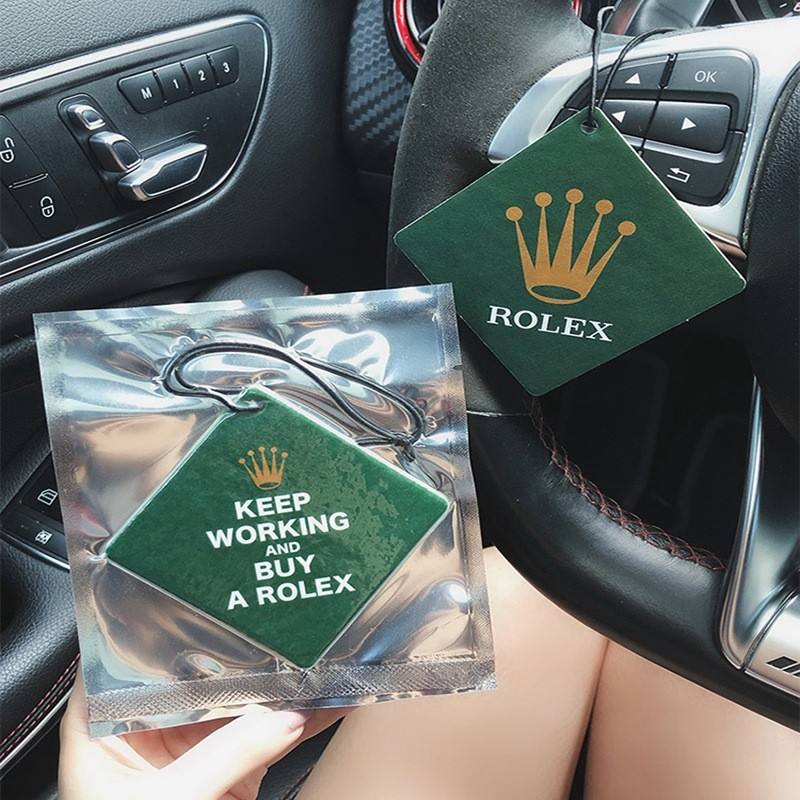 M 1 2 3
OK
ROLEX
KEEP
WORKING
AND
BUY
A ROLEX